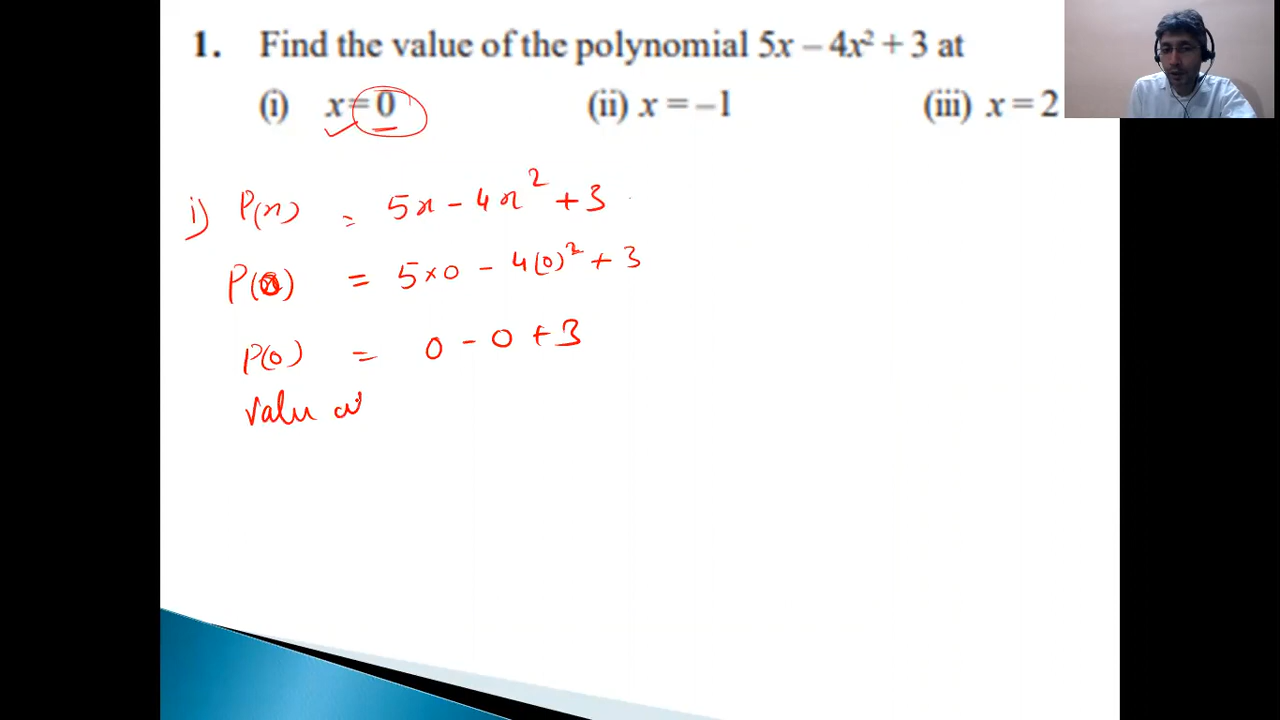 1. Find the value of the polynomial 5x – 4x² + 3 at
(i) x = 0 (ii) x = –1 (iii) x = 2
i) P(x) = 5x - 4x² + 3
P(0) = 5×0 - 4(0)² + 3
P(0) = 0 - 0 + 3
value